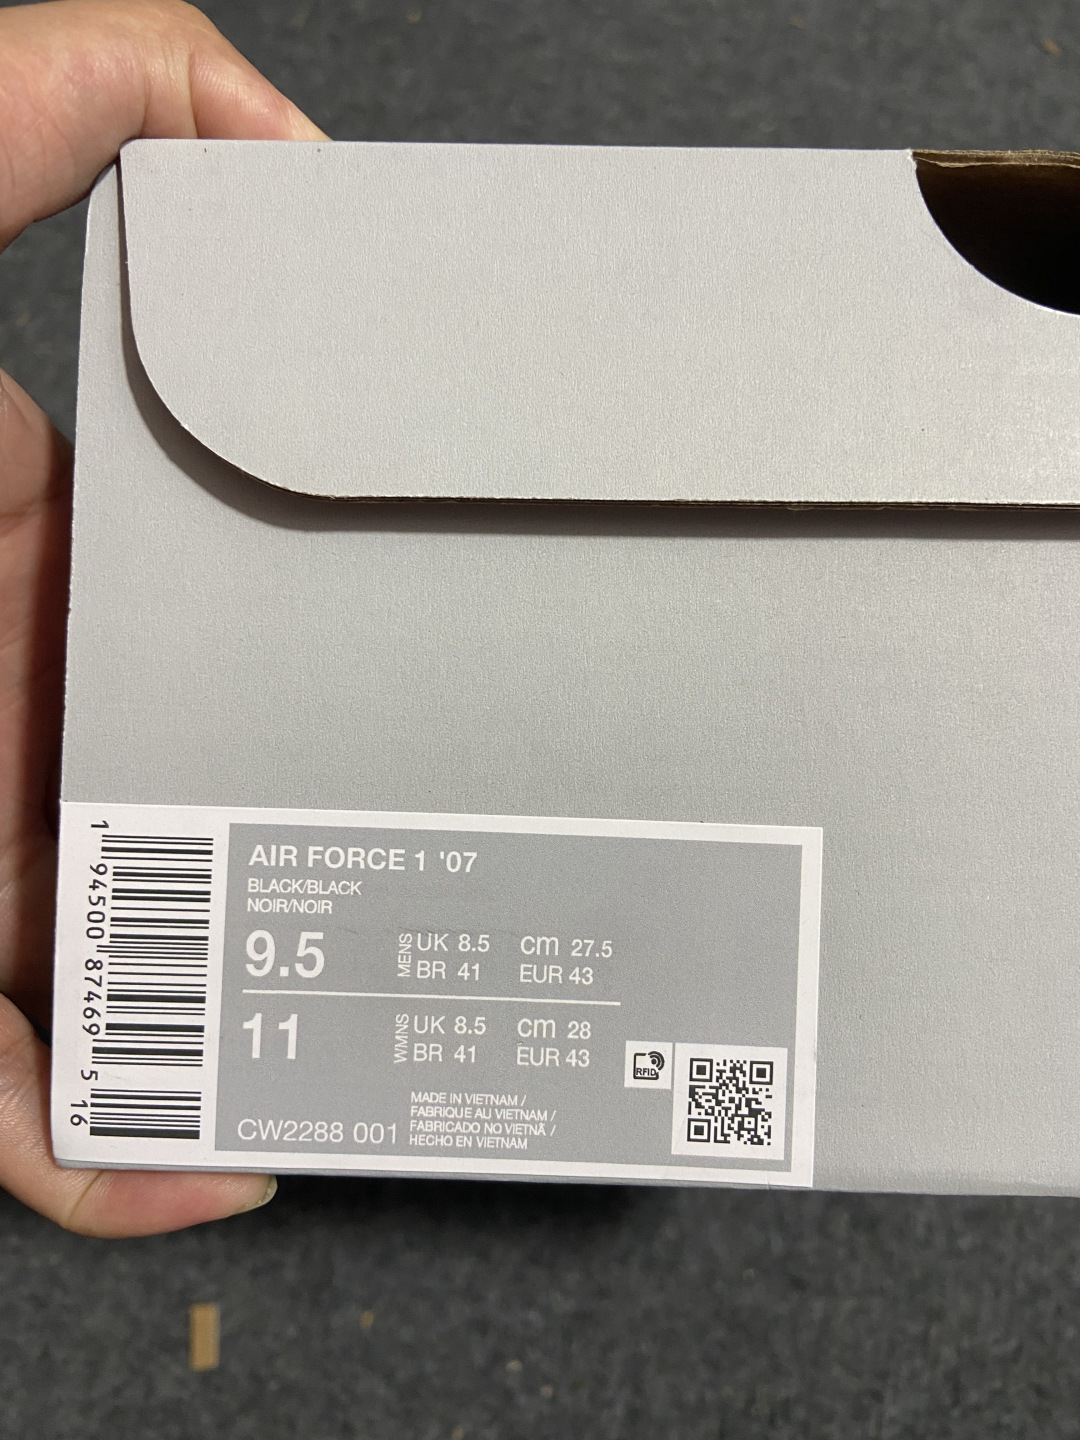 AIR FORCE 1 '07
BLACK/BLACK
NOIR/NOIR
9.5 MENS UK 8.5 cm 27.5
BR 41 EUR 43
11 WMNS UK 8.5 cm 28
BR 41 EUR 43
RFID
MADE IN VIETNAM /
FABRIQUE AU VIETNAM /
FABRICADO NO VIETNÃ /
HECHO EN VIETNAM
CW2288 001
1 94500 87469 5 16